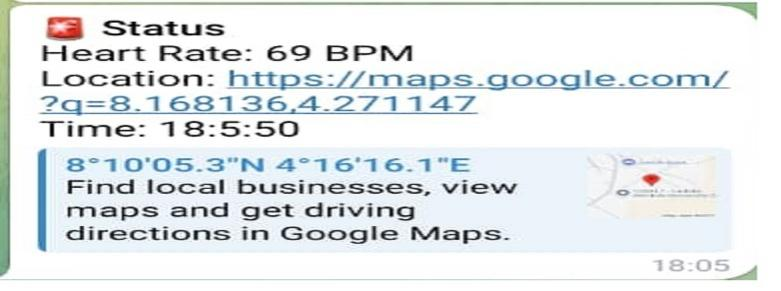 🚨 Status
Heart Rate: 69 BPM
Location: https://maps.google.com/
?q=8.168136,4.271147
Time: 18:5:50
8°10'05.3"N 4°16'16.1"E
Find local businesses, view
maps and get driving
directions in Google Maps.
18:05